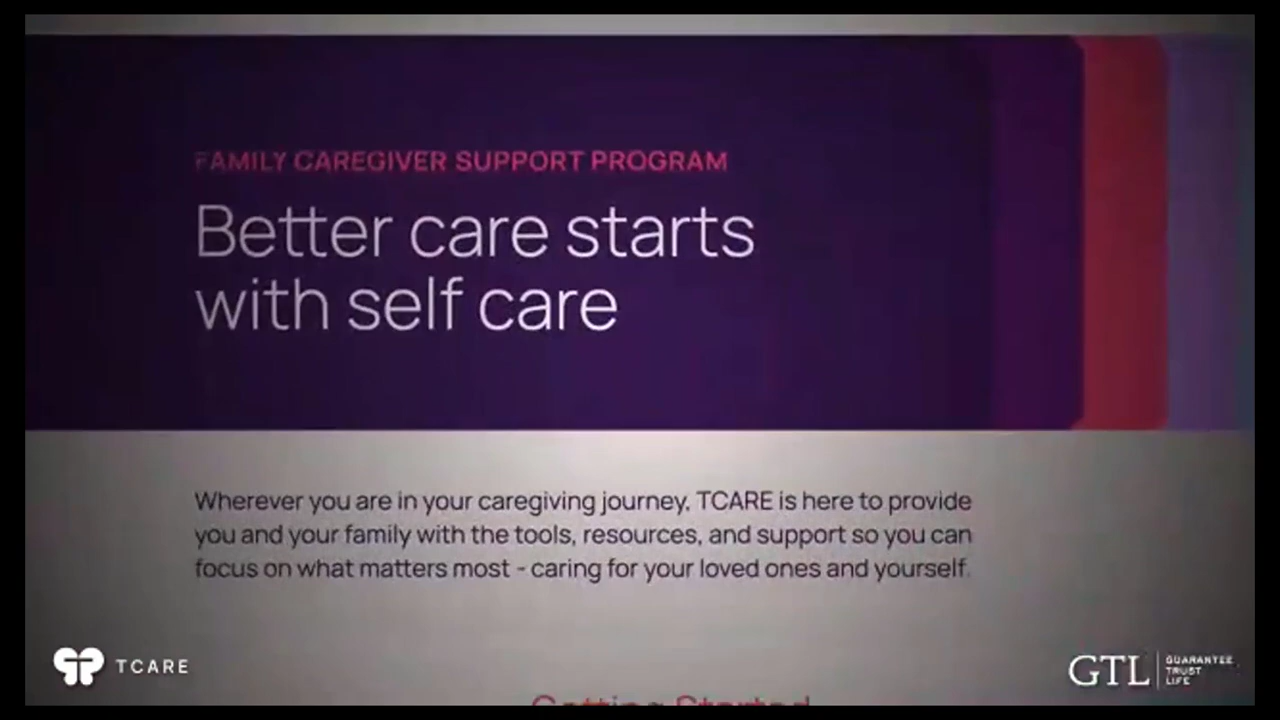 FAMILY CAREGIVER SUPPORT PROGRAM
Better care starts
with self care
Wherever you are in your caregiving journey, TCARE is here to provide
you and your family with the tools, resources, and support so you can
focus on what matters most - caring for your loved ones and yourself.
TCARE
GTL
GUARANTEE
TRUST
LIFE
Getting Started